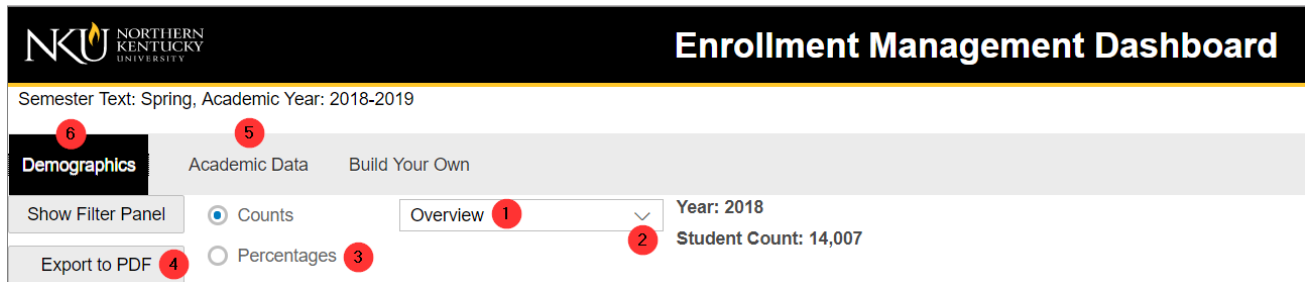 NKU NORTHERN
KENTUCKY
UNIVERSITY
Enrollment Management Dashboard
Semester Text: Spring, Academic Year: 2018-2019
6
5
Demographics Academic Data Build Your Own
Show Filter Panel Counts Overview 1 Year: 2018
2 Student Count: 14,007
Export to PDF 4 Percentages 3